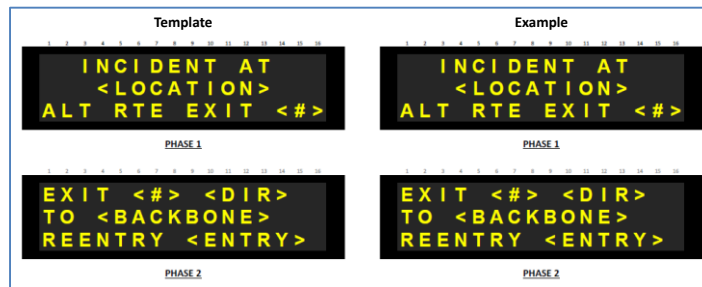 Template
1 2 3 4 5 6 7 8 9 10 11 12 13 14 15 16
INCIDENT AT
<LOCATION>
ALT RTE EXIT <#>
PHASE 1
1 2 3 4 5 6 7 8 9 10 11 12 13 14 15 16
EXIT <#> <DIR>
TO <BACKBONE>
REENTRY <ENTRY>
PHASE 2
Example
1 2 3 4 5 6 7 8 9 10 11 12 13 14 15 16
INCIDENT AT
<LOCATION>
ALT RTE EXIT <#>
PHASE 1
1 2 3 4 5 6 7 8 9 10 11 12 13 14 15 16
EXIT <#> <DIR>
TO <BACKBONE>
REENTRY <ENTRY>
PHASE 2